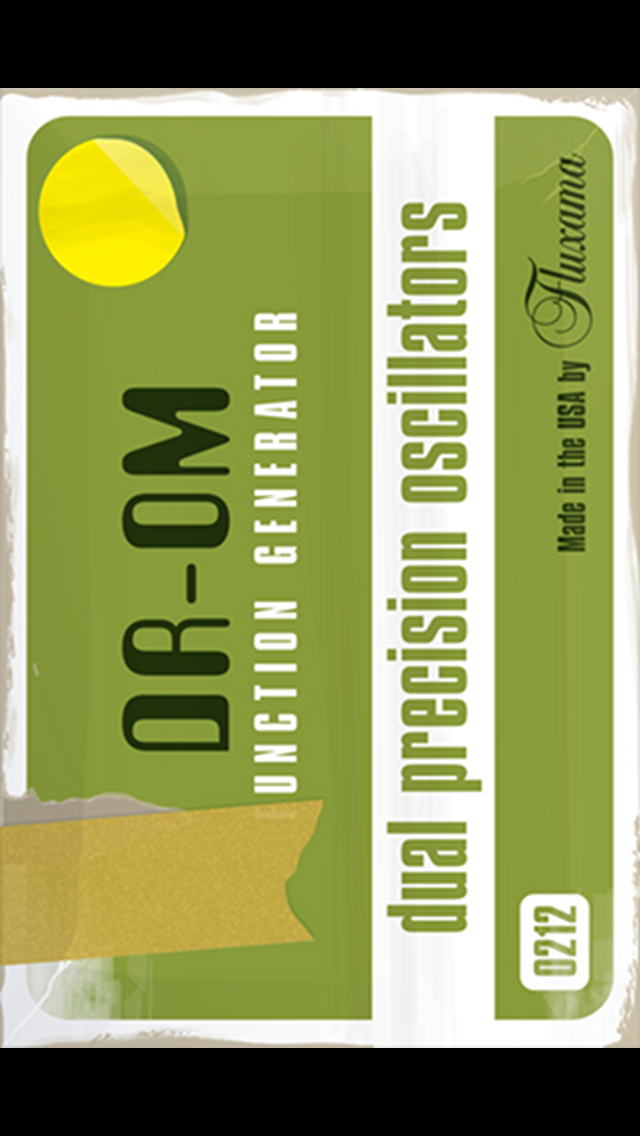 DR-OM
UNCTION GENERATOR
dual precision oscillators
0212
Made in the USA by Fluxama